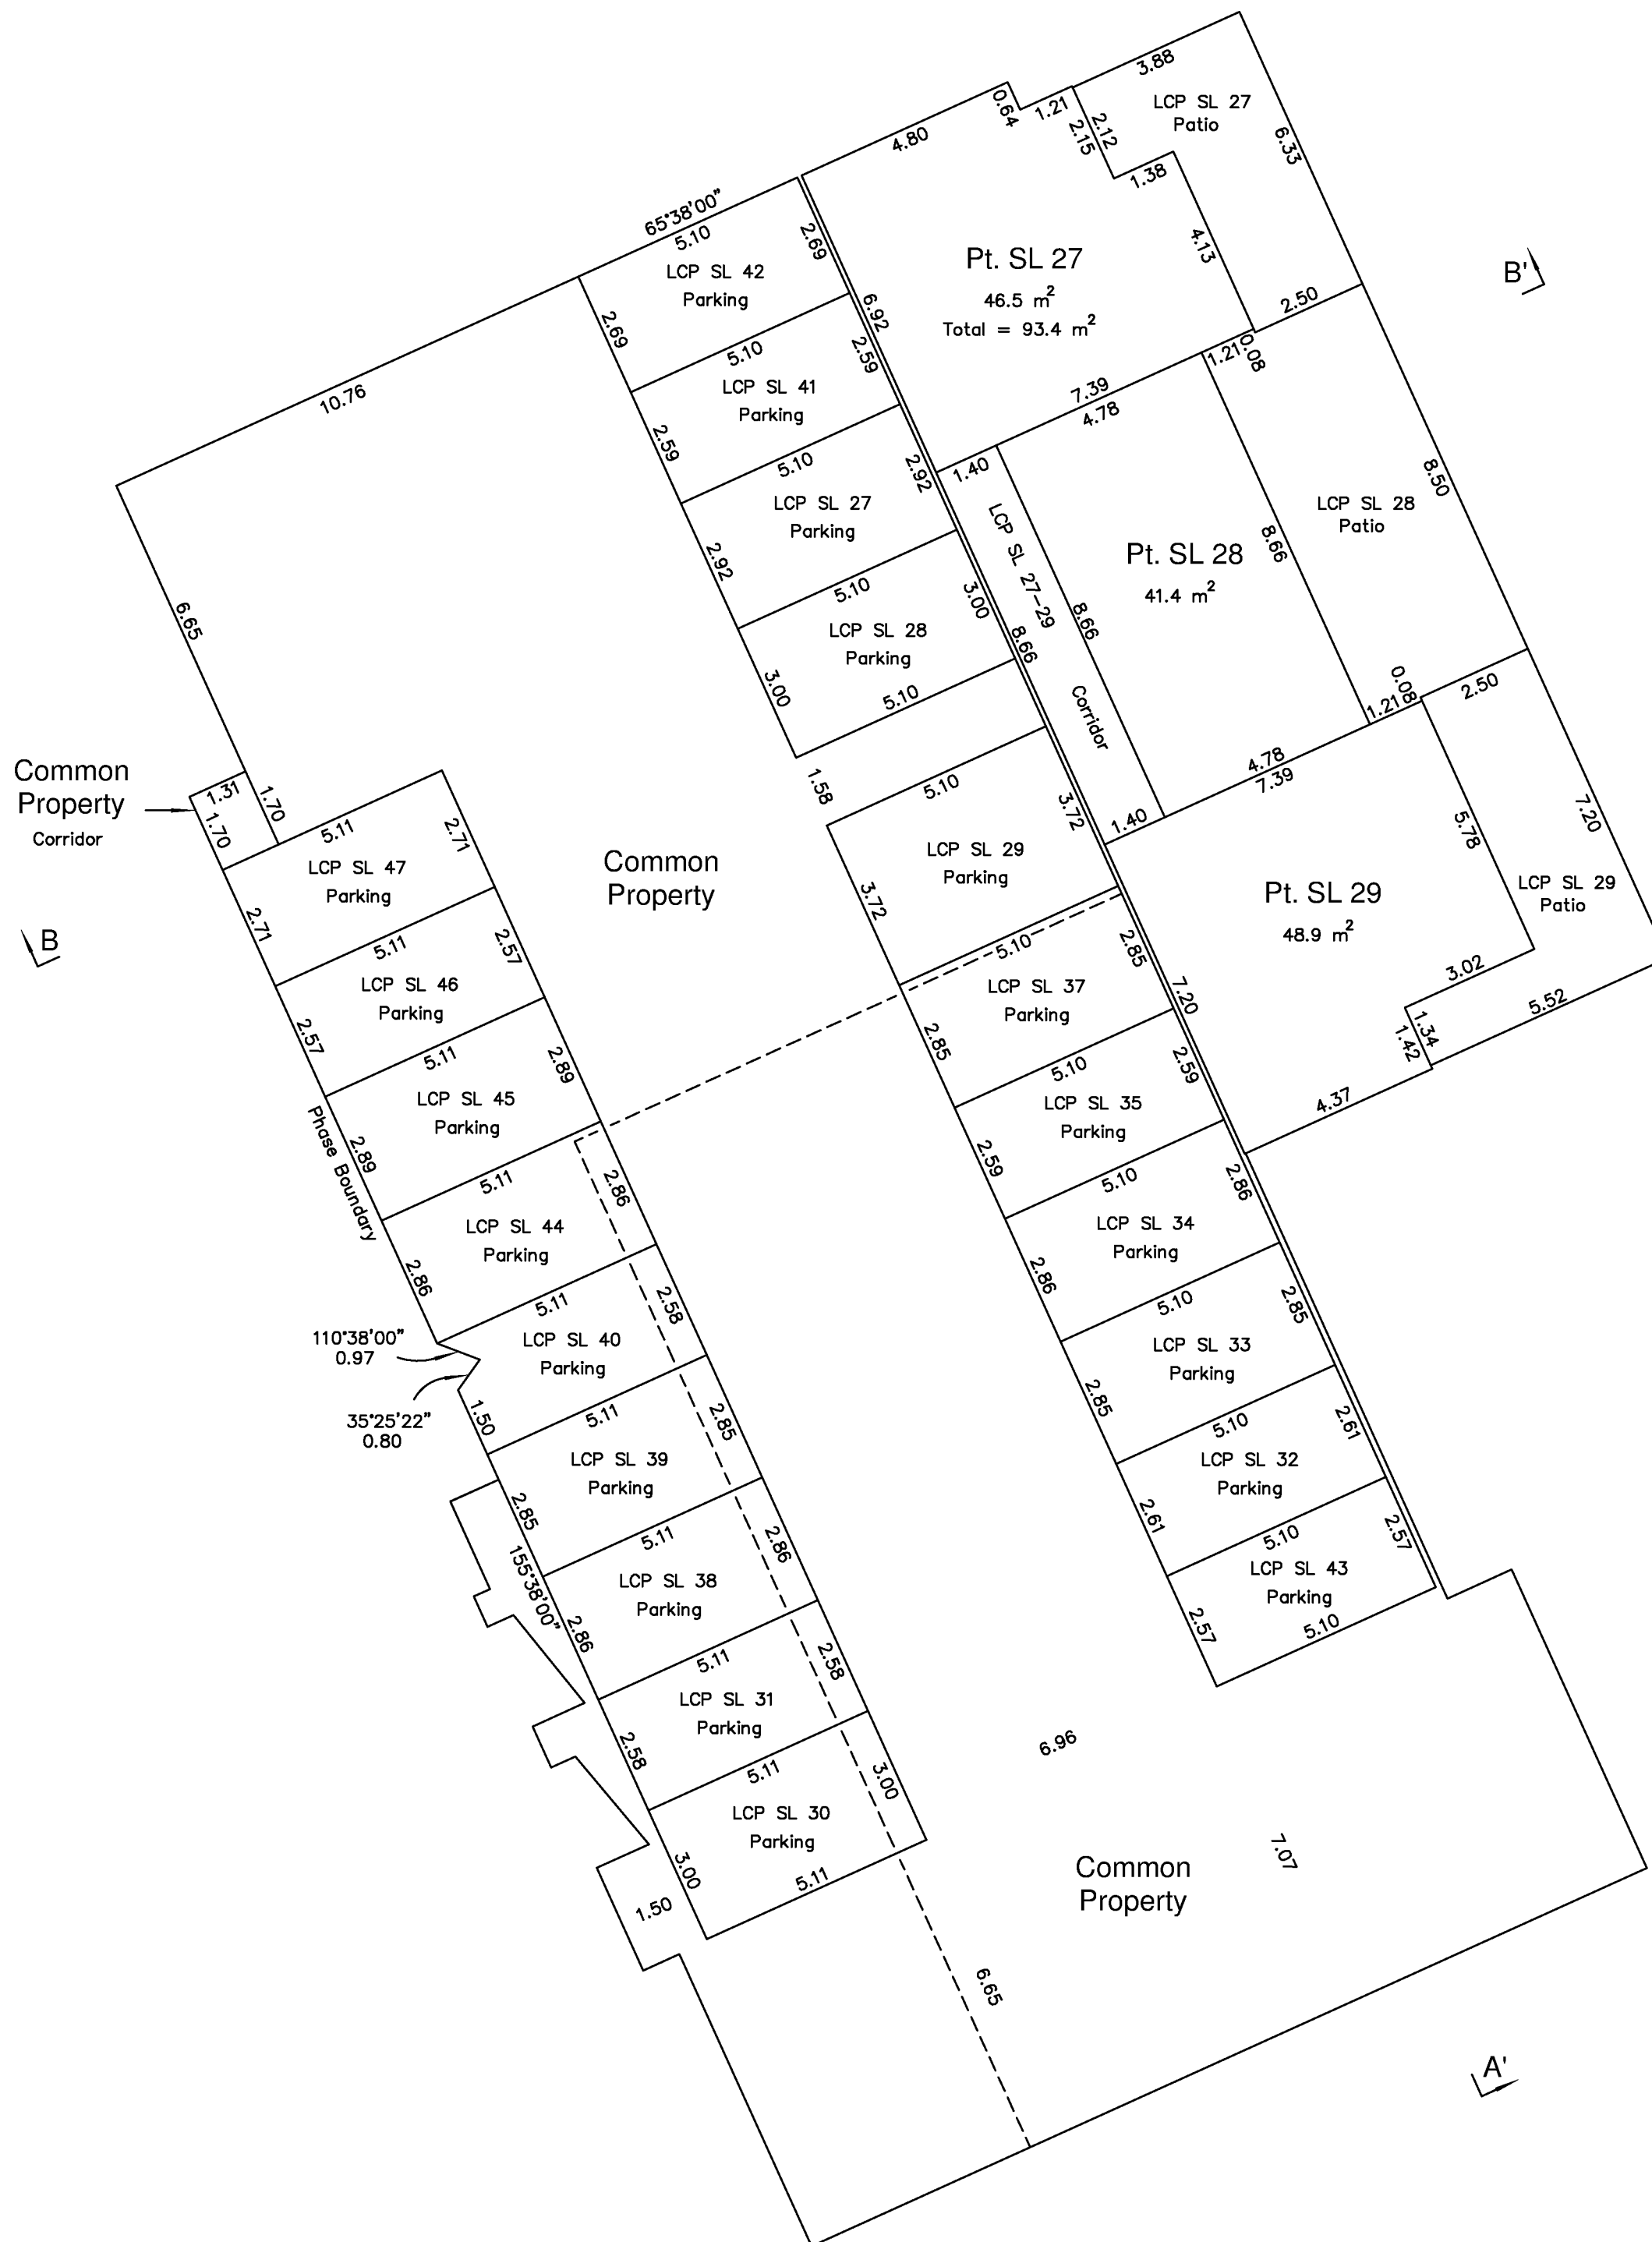 3.88
LCP SL 27
Patio
6.33
0.64
1.21
2.12
2.15
1.38
4.80
4.13
65°38'00"
5.10
2.69
LCP SL 42
Parking
2.69
Pt. SL 27
46.5 m²
Total = 93.4 m²
6.92
B'
2.50
0.08
1.21
7.39
4.78
5.10
2.59
LCP SL 41
Parking
2.59
10.76
5.10
2.92
LCP SL 27
Parking
2.92
1.40
LCP SL 27-29
Corridor
8.66
8.66
Pt. SL 28
41.4 m²
8.66
LCP SL 28
Patio
8.50
5.10
3.00
LCP SL 28
Parking
3.00
5.10
6.65
1.58
0.08
1.21
2.50
4.78
7.39
1.40
Common
Property
Corridor
1.31
1.70
1.70
5.11
2.71
LCP SL 47
Parking
2.71
Common
Property
5.10
3.72
LCP SL 29
Parking
3.72
5.10
Pt. SL 29
48.9 m²
5.78
7.20
LCP SL 29
Patio
3.02
5.52
1.34
1.42
4.37
7.20
B
5.11
2.57
LCP SL 46
Parking
2.57
2.85
LCP SL 37
Parking
2.85
5.10
5.11
2.89
LCP SL 45
Parking
2.89
Phase Boundary
2.59
LCP SL 35
Parking
2.59
5.10
5.11
2.86
LCP SL 44
Parking
2.86
2.86
LCP SL 34
Parking
2.86
5.10
5.11
2.58
LCP SL 40
Parking
110°38'00"
0.97
35°25'22"
0.80
1.50
2.85
LCP SL 33
Parking
2.85
5.10
5.11
2.85
LCP SL 39
Parking
2.85
155°38'00"
2.61
LCP SL 32
Parking
2.61
5.10
5.11
2.86
LCP SL 38
Parking
2.86
2.57
LCP SL 43
Parking
2.57
5.10
5.11
2.58
LCP SL 31
Parking
2.58
5.11
3.00
LCP SL 30
Parking
3.00
5.11
1.50
6.96
7.07
Common
Property
6.65
A'